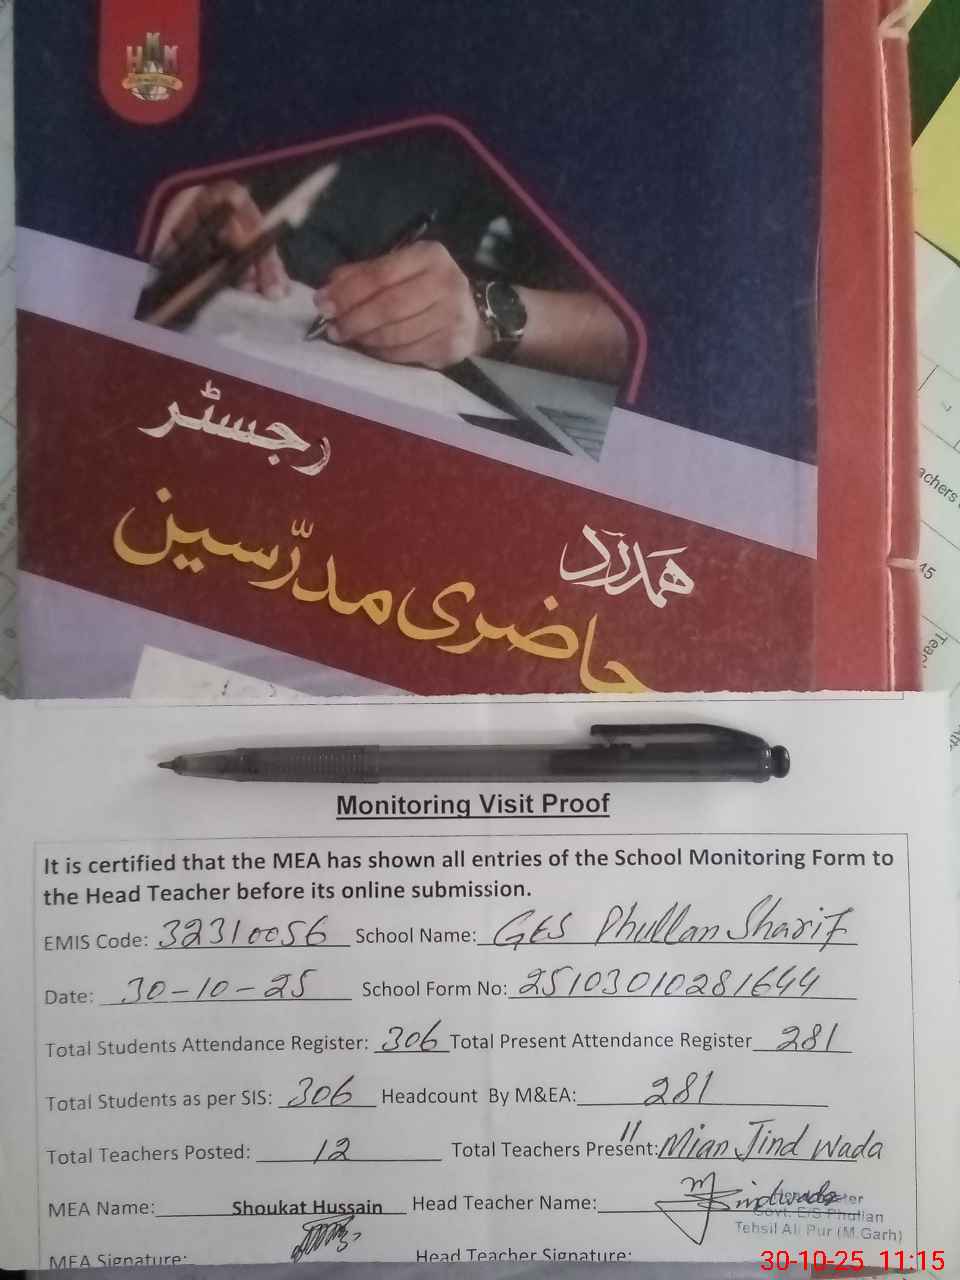 رجسٹر
ہمدرد
حاضری مدرّسین
Monitoring Visit Proof
It is certified that the MEA has shown all entries of the School Monitoring Form to
the Head Teacher before its online submission.
EMIS Code: 32310056 School Name: GES Phullan Sharif
Date: 30-10-25 School Form No: 25103010281644
Total Students Attendance Register: 306 Total Present Attendance Register 281
Total Students as per SIS: 306 Headcount By M&EA: 281
Total Teachers Posted: 12 Total Teachers Present: 11 Mian Jind wada
MEA Name: Shoukat Hussain Head Teacher Name:
Govt. E/S Phullan
Tehsil Ali Pur (M.Garh)
MEA Signature: Head Teacher Signature:
30-10-25 11:15
achers
15